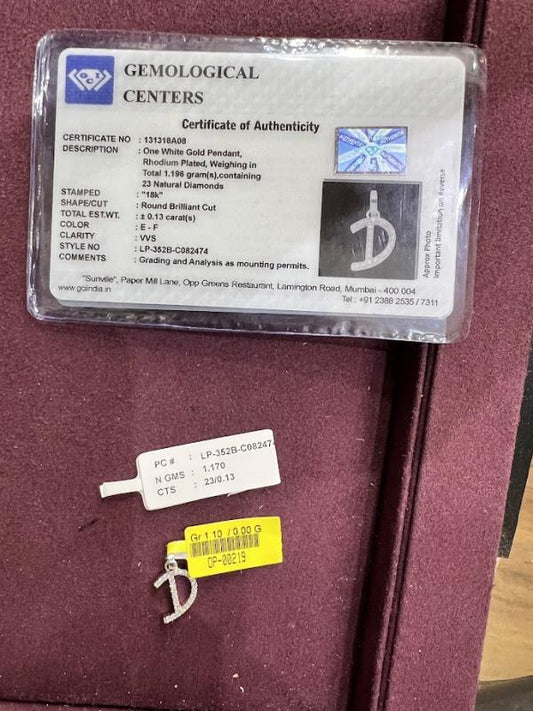 GEMOLOGICAL
CENTERS
Certificate of Authenticity
CERTIFICATE NO : 131318A08
DESCRIPTION : One White Gold Pendant,
Rhodium Plated, Weighing in
Total 1.196 gram(s),containing
23 Natural Diamonds
STAMPED : "18k"
SHAPE/CUT : Round Brilliant Cut
TOTAL EST.WT. : ± 0.13 carat(s)
COLOR : E - F
CLARITY : VVS
STYLE NO : LP-352B-C082474
COMMENTS : Grading and Analysis as mounting permits.
"Sunville", Paper Mill Lane, Opp Greens Restaurant, Lamington Road, Mumbai - 400 004
www.gciindia.in Tel : +91 2388 2535 / 7311
Approx Photo
Important limitation on Reverse
PC # : LP-352B-C08247
N GMS : 1.170
CTS : 23/0.13
Gr 1.10 / 0.00 G
DP-00219